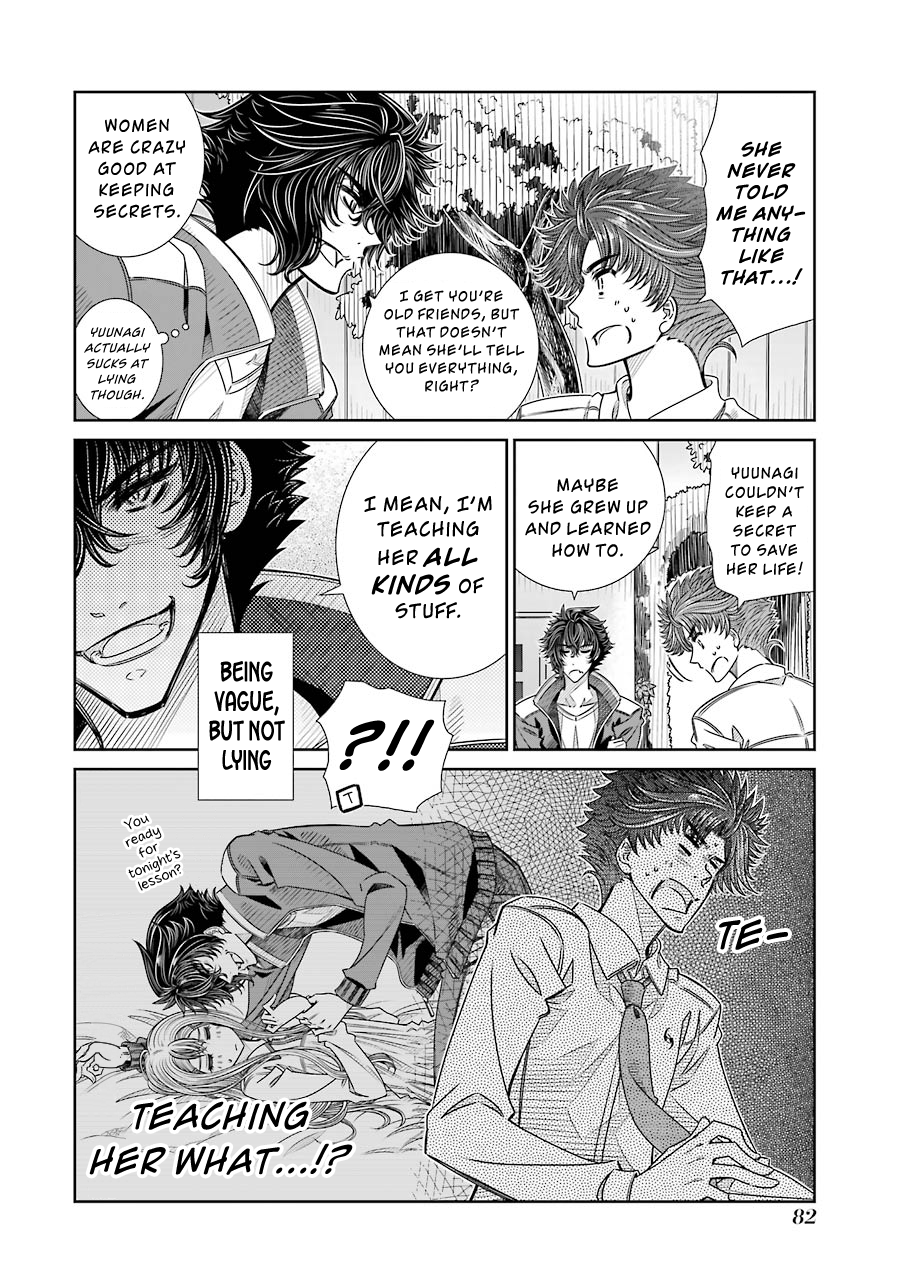 SHE
NEVER
TOLD
ME ANY-
THING
LIKE
THAT...!
I GET YOU'RE
OLD FRIENDS, BUT
THAT DOESN'T
MEAN SHE'LL TELL
YOU EVERYTHING,
RIGHT?
WOMEN
ARE CRAZY
GOOD AT
KEEPING
SECRETS.
YUUNAGI
ACTUALLY
SUCKS AT
LYING
THOUGH.
YUUNAGI
COULDN'T
KEEP A
SECRET
TO SAVE
HER LIFE!
MAYBE
SHE GREW UP
AND LEARNED
HOW TO.
I MEAN, I'M
TEACHING
HER ALL
KINDS OF
STUFF.
BEING
VAGUE,
BUT NOT
LYING
?!!
T
TE-
You
ready
for
tonight's
lesson?
TEACHING
HER WHAT...!?
82